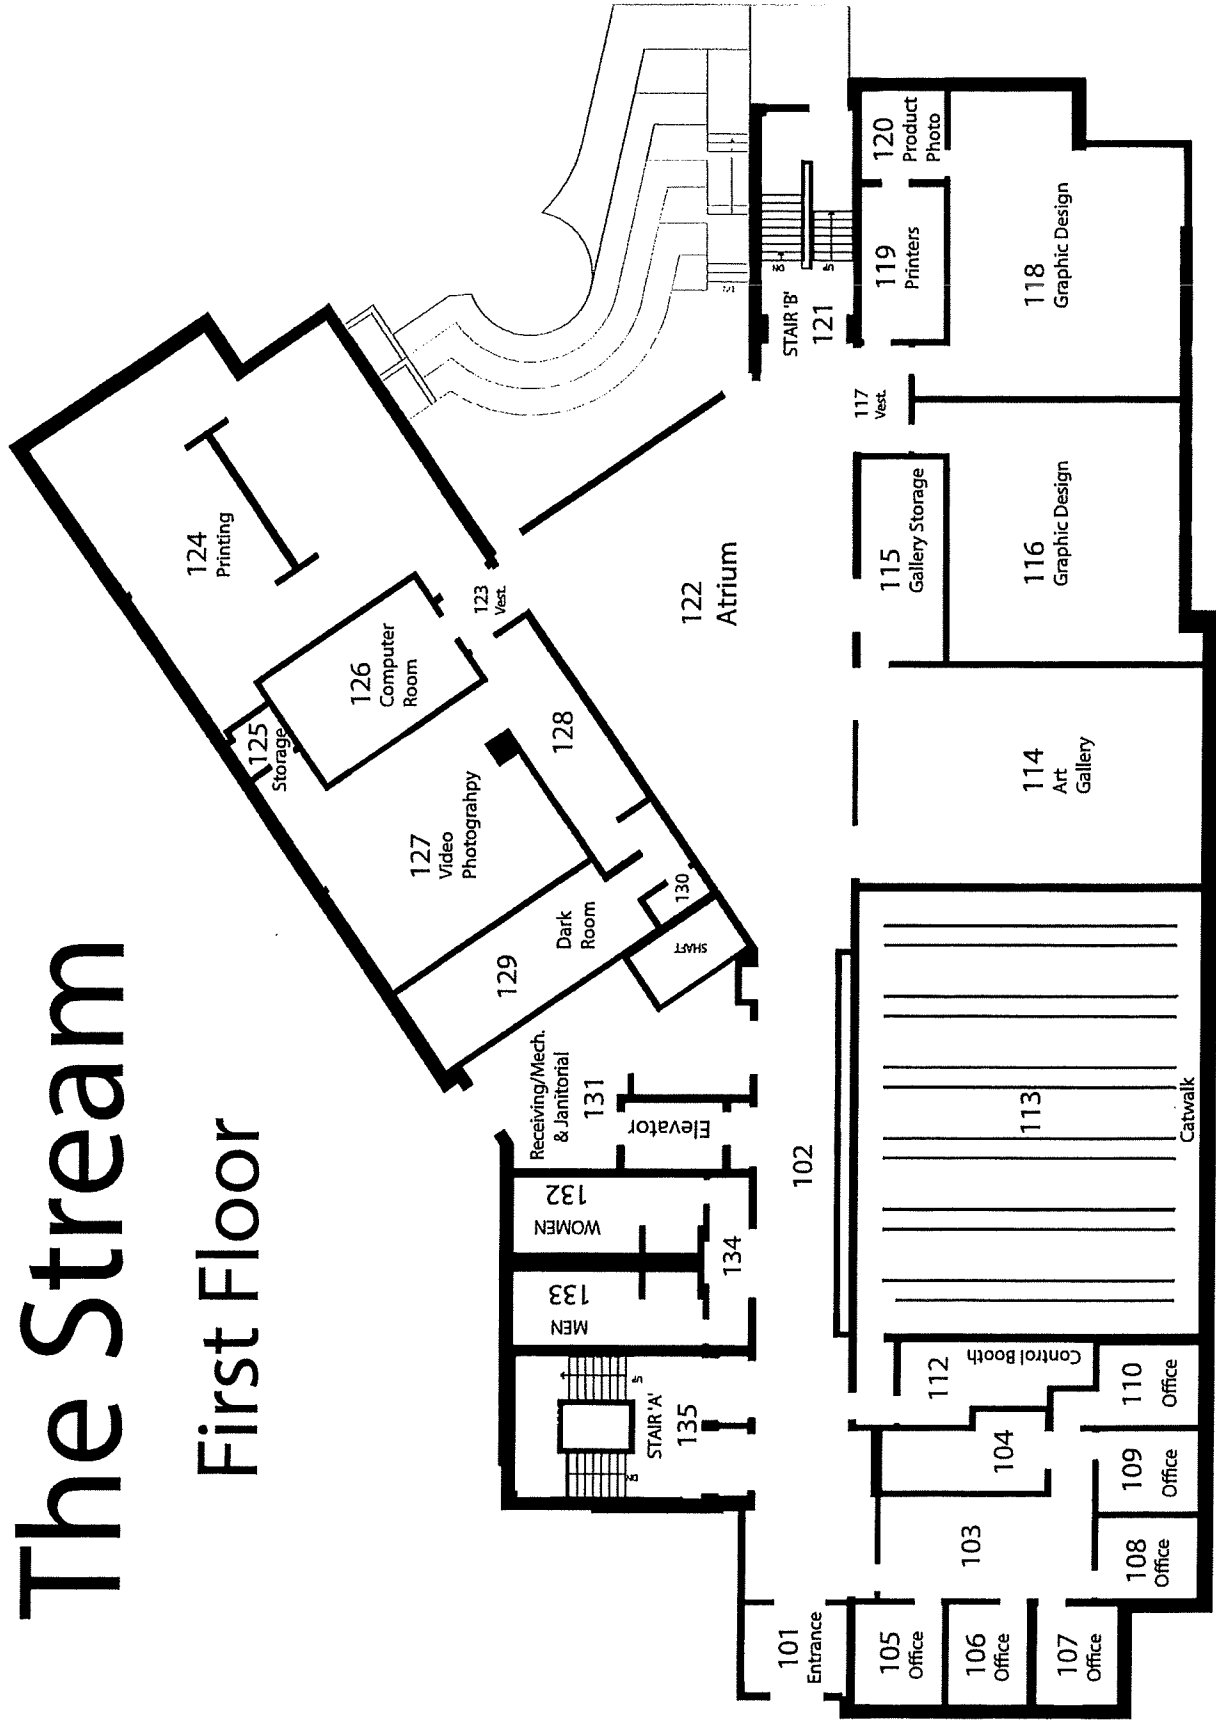 The Stream
First Floor
124
Printing
125
Storage
126
Computer
Room
123
Vest.
127
Video
Photograhpy
128
129
Dark
Room
130
SHAFT
122
Atrium
STAIR 'B'
121
DN
UP
120
Product
Photo
119
Printers
118
Graphic Design
117
Vest.
116
Graphic Design
115
Gallery Storage
114
Art
Gallery
113
Catwalk
Receiving/Mech.
& Janitorial
131
Elevator
132
WOMEN
133
MEN
134
102
STAIR 'A'
135
UP
DN
112
Control Booth
104
110
Office
109
Office
108
Office
103
101
Entrance
105
Office
106
Office
107
Office